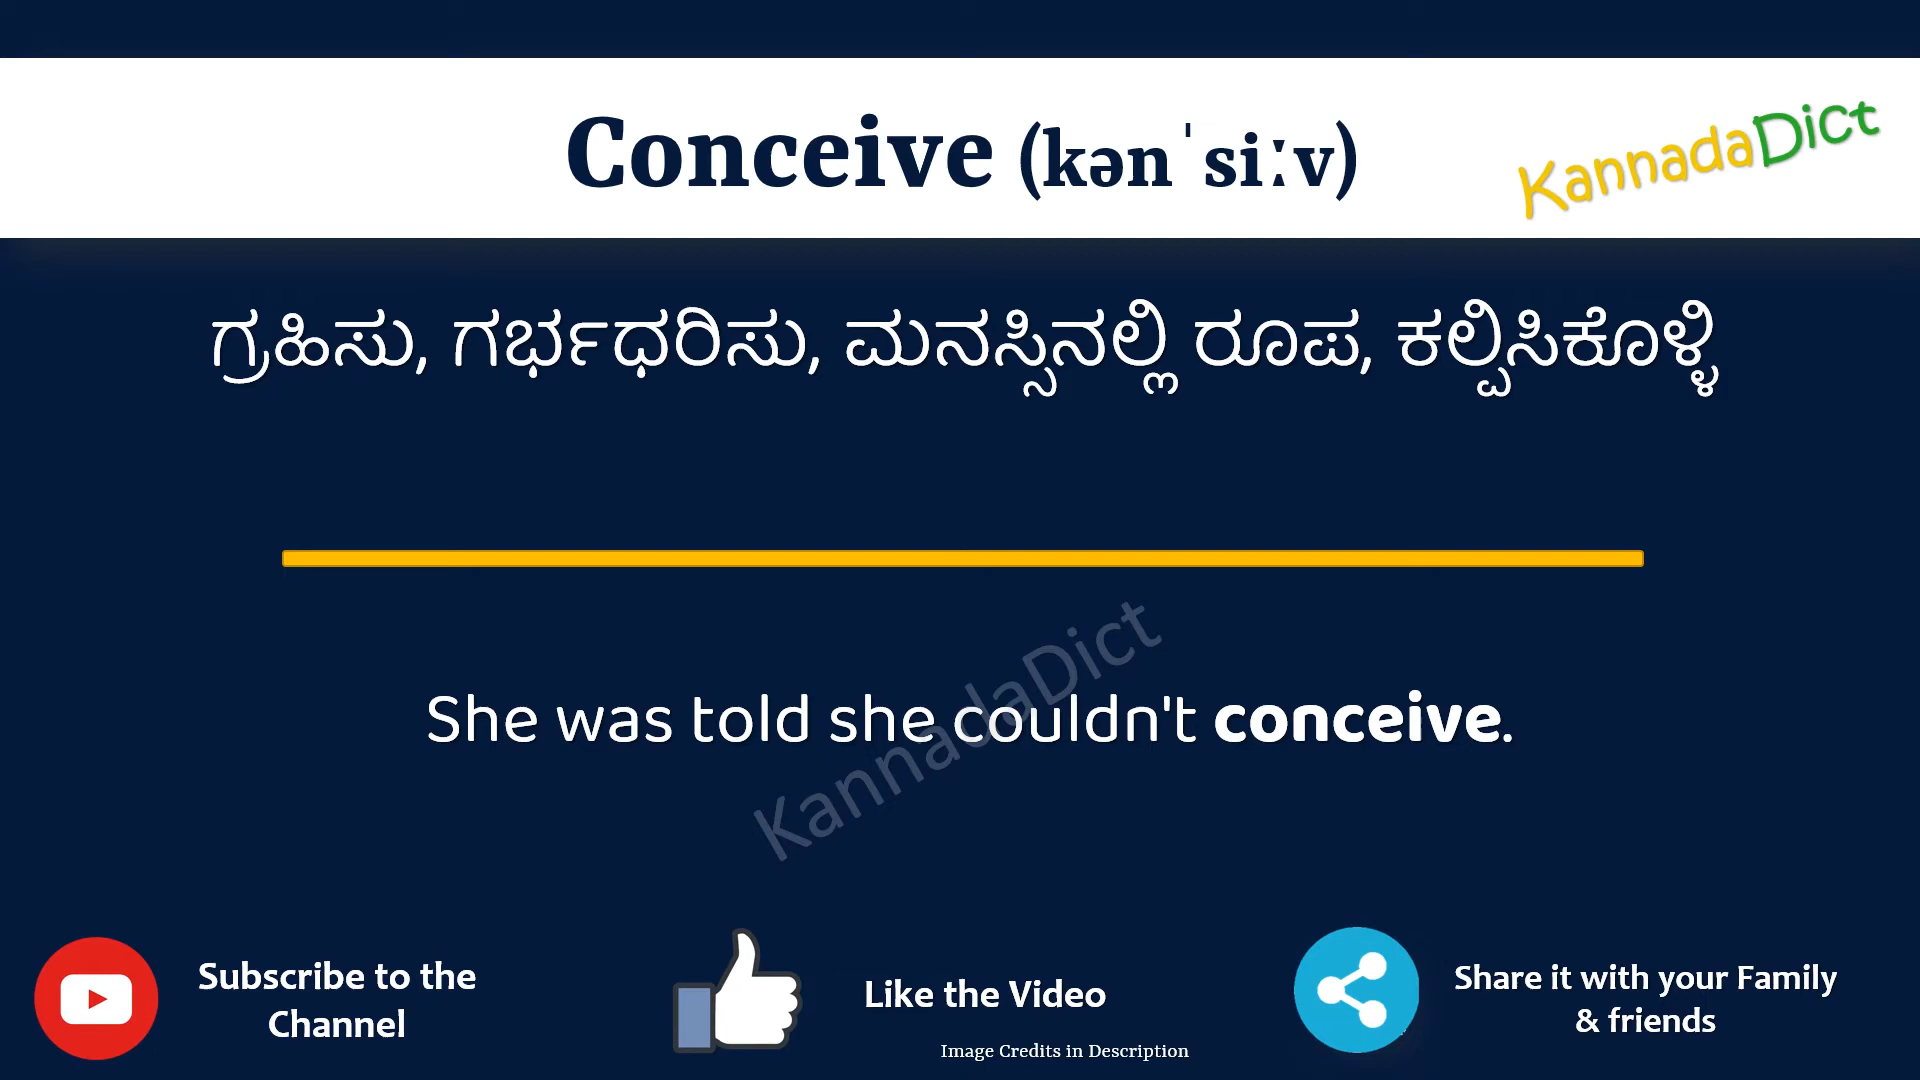 Conceive (kənˈsiːv)
KannadaDict
ಗ್ರಹಿಸು, ಗರ್ಭಧರಿಸು, ಮನಸ್ಸಿನಲ್ಲಿ ರೂಪ, ಕಲ್ಪಿಸಿಕೊಳ್ಳಿ
She was told she couldn't conceive.
KannadaDict
Subscribe to the
Channel
Like the Video
Share it with your Family
& friends
Image Credits in Description